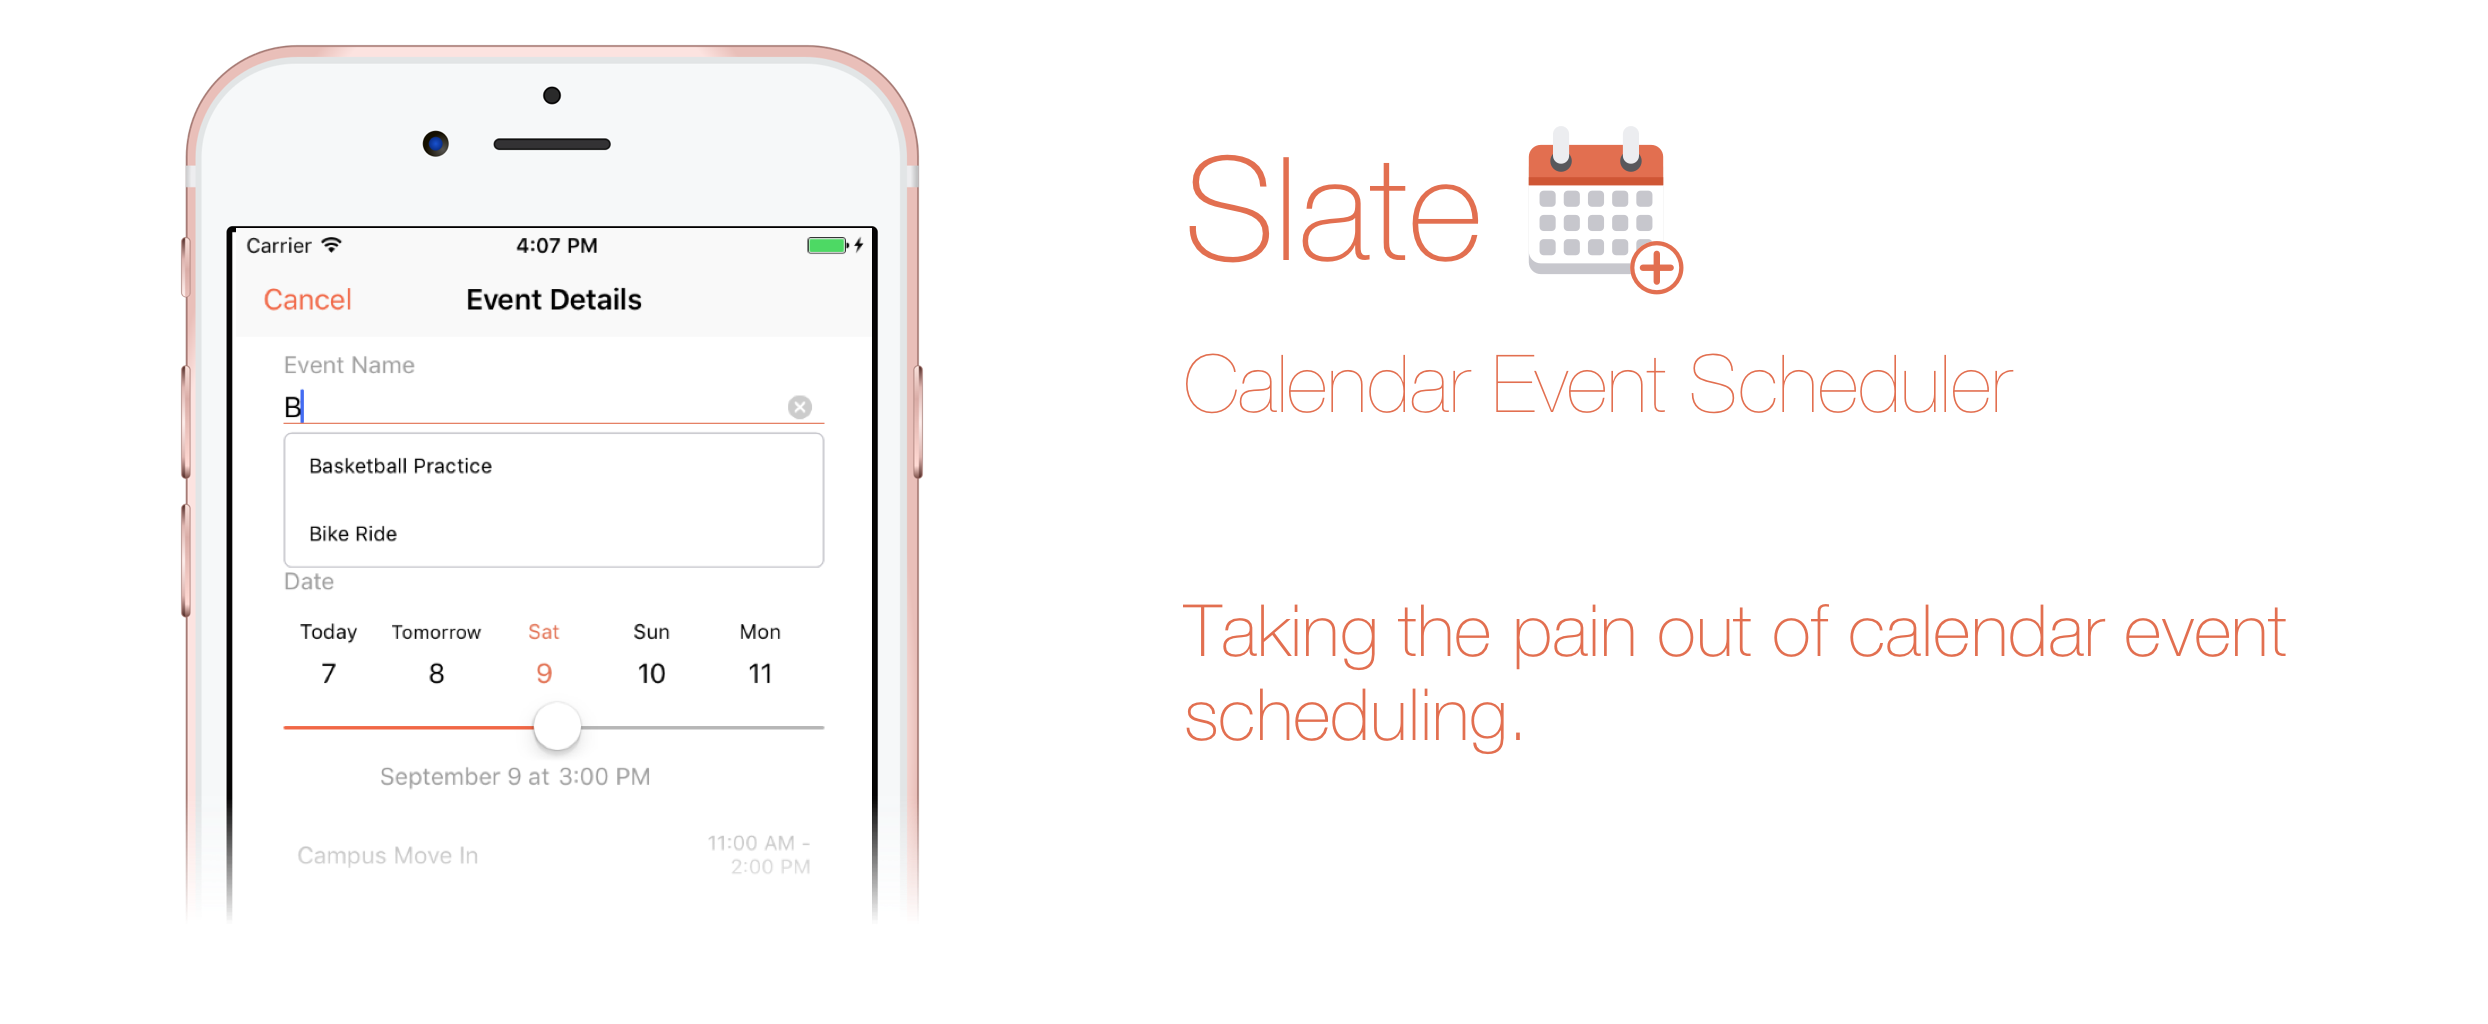 Carrier 4:07 PM
Cancel Event Details
Event Name
B
Basketball Practice
Bike Ride
Date
Today Tomorrow Sat Sun Mon
7 8 9 10 11
September 9 at 3:00 PM
Campus Move In 11:00 AM -
2:00 PM
Slate
Calendar Event Scheduler
Taking the pain out of calendar event
scheduling.